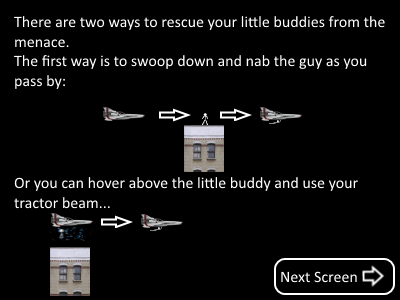 There are two ways to rescue your little buddies from the
menace.
The first way is to swoop down and nab the guy as you
pass by:
Or you can hover above the little buddy and use your
tractor beam...
Next Screen